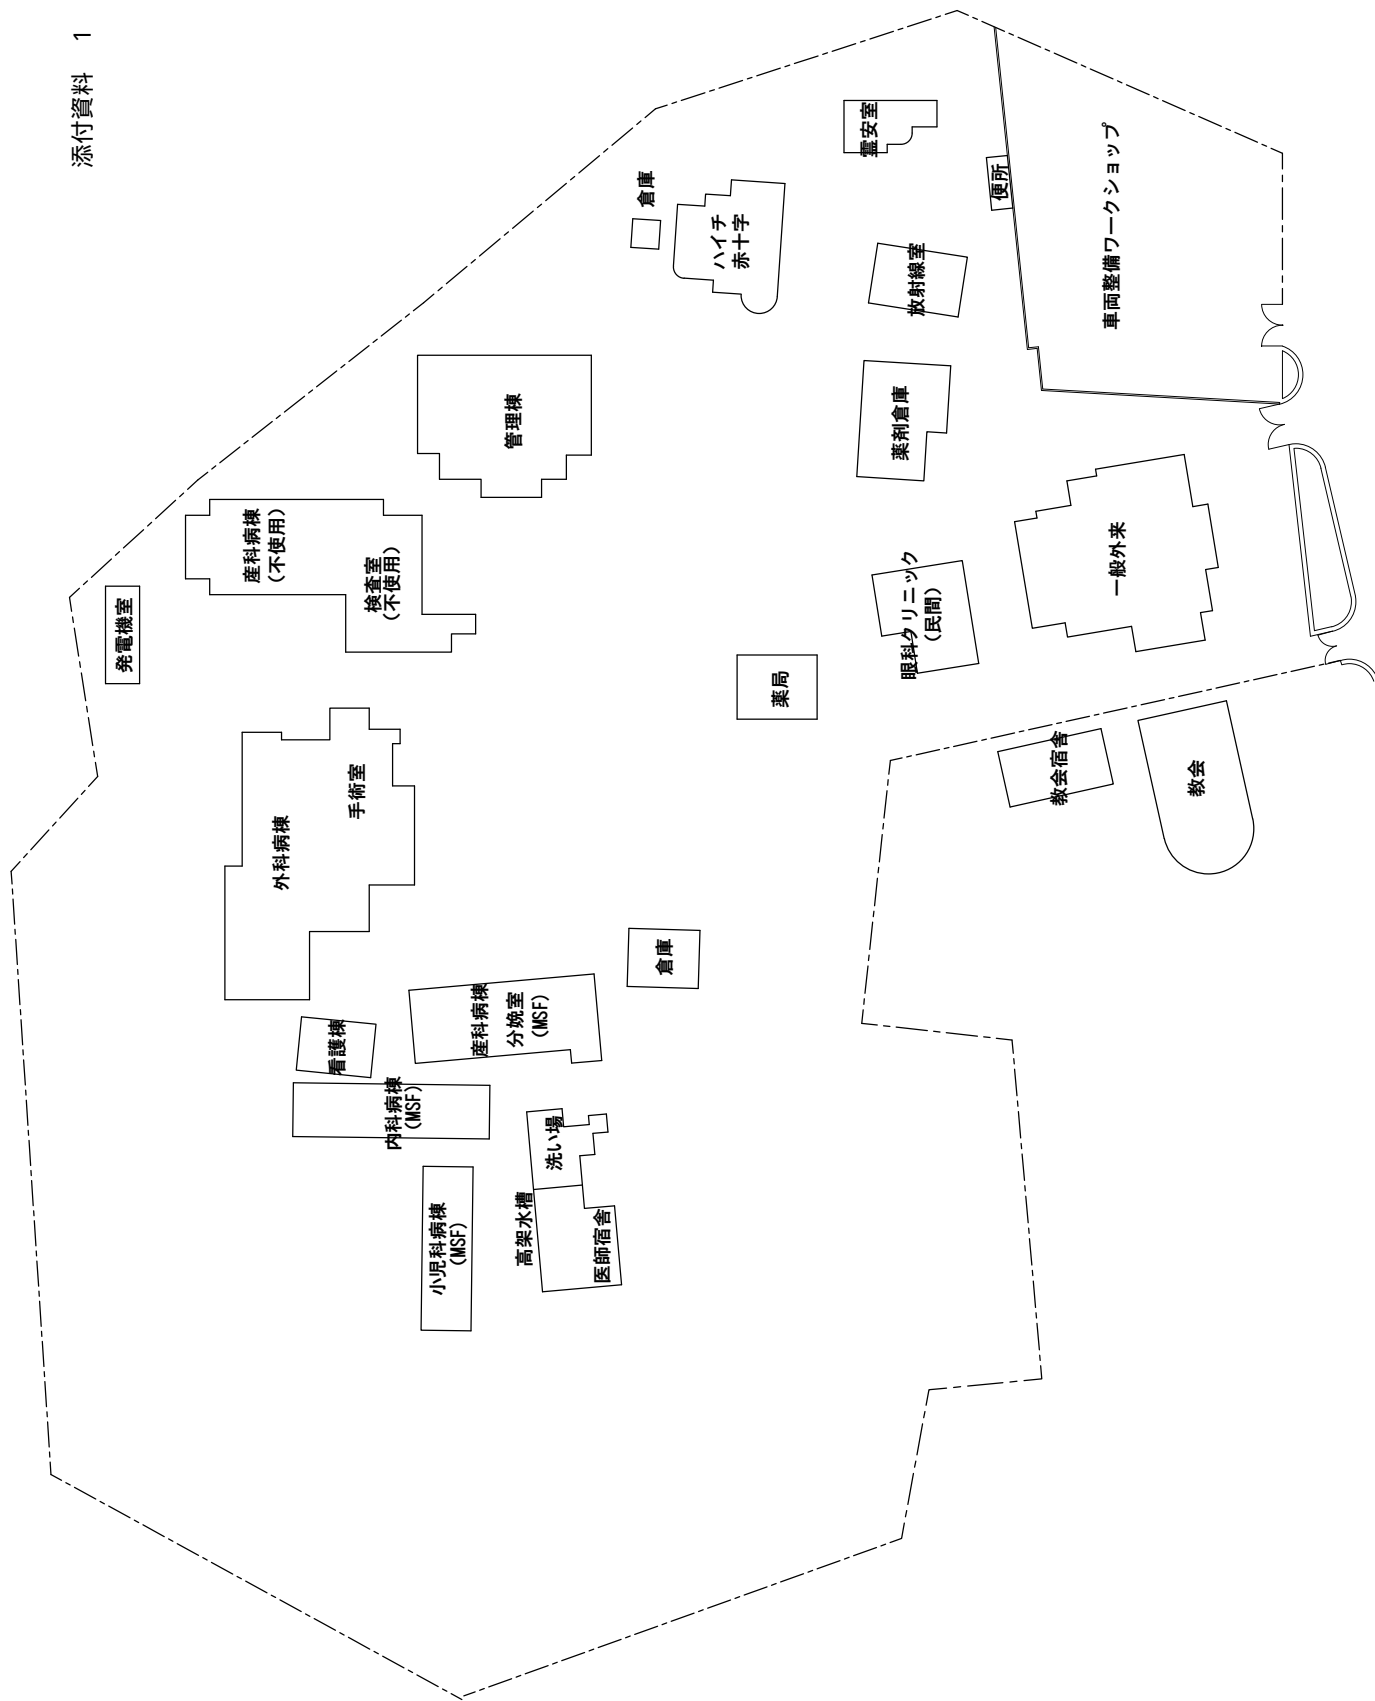 添付資料 1
発電機室
産科病棟
(不使用)
検査室
(不使用)
管理棟
倉庫
ハイチ
赤十字
霊安室
便所
車両整備ワークショップ
放射線室
薬剤倉庫
一般外来
眼科クリニック
(民間)
薬局
教会宿舎
教会
外科病棟
手術室
倉庫
産科病棟
分娩室
(MSF)
看護棟
内科病棟
(MSF)
小児科病棟
(MSF)
洗い場
高架水槽
医師宿舎